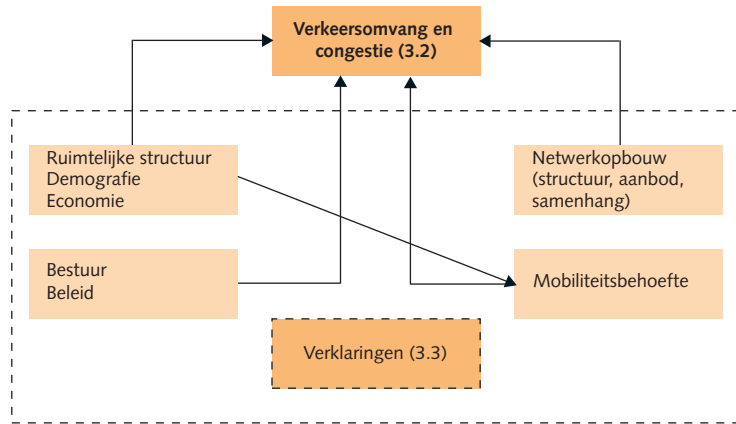 Verkeersomvang en
congestie (3.2)
Ruimtelijke structuur
Demografie
Economie
Netwerkopbouw
(structuur, aanbod,
samenhang)
Bestuur
Beleid
Mobiliteitsbehoefte
Verklaringen (3.3)